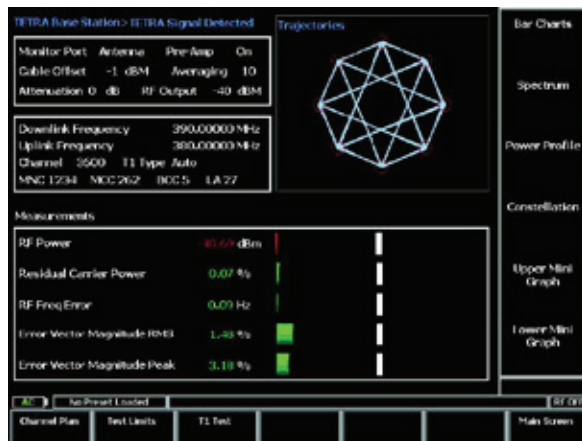 TETRA Base Station > TETRA Signal Detected
Trajectories
Bar Charts
Monitor Port Antenna Pre-Amp On
Cable Offset -1 dBM Averaging 10
Attenuation 0 dB RF Output -40 dBM
Spectrum
Downlink Frequency 390.00000 MHz
Uplink Frequency 380.00000 MHz
Channel 3600 T1 Type Auto
MNC 1234 MCC 262 BCC 5 LA 27
Power Profile
Constellation
Measurements
RF Power -40.69 dBm
Residual Carrier Power 0.07 %
RF Freq Error 0.09 Hz
Error Vector Magnitude RMS 1.48 %
Error Vector Magnitude Peak 3.18 %
Upper Mini Graph
Lower Mini Graph
AC No Preset Loaded RF OFF
Channel Plan Test Limits T1 Test Main Screen